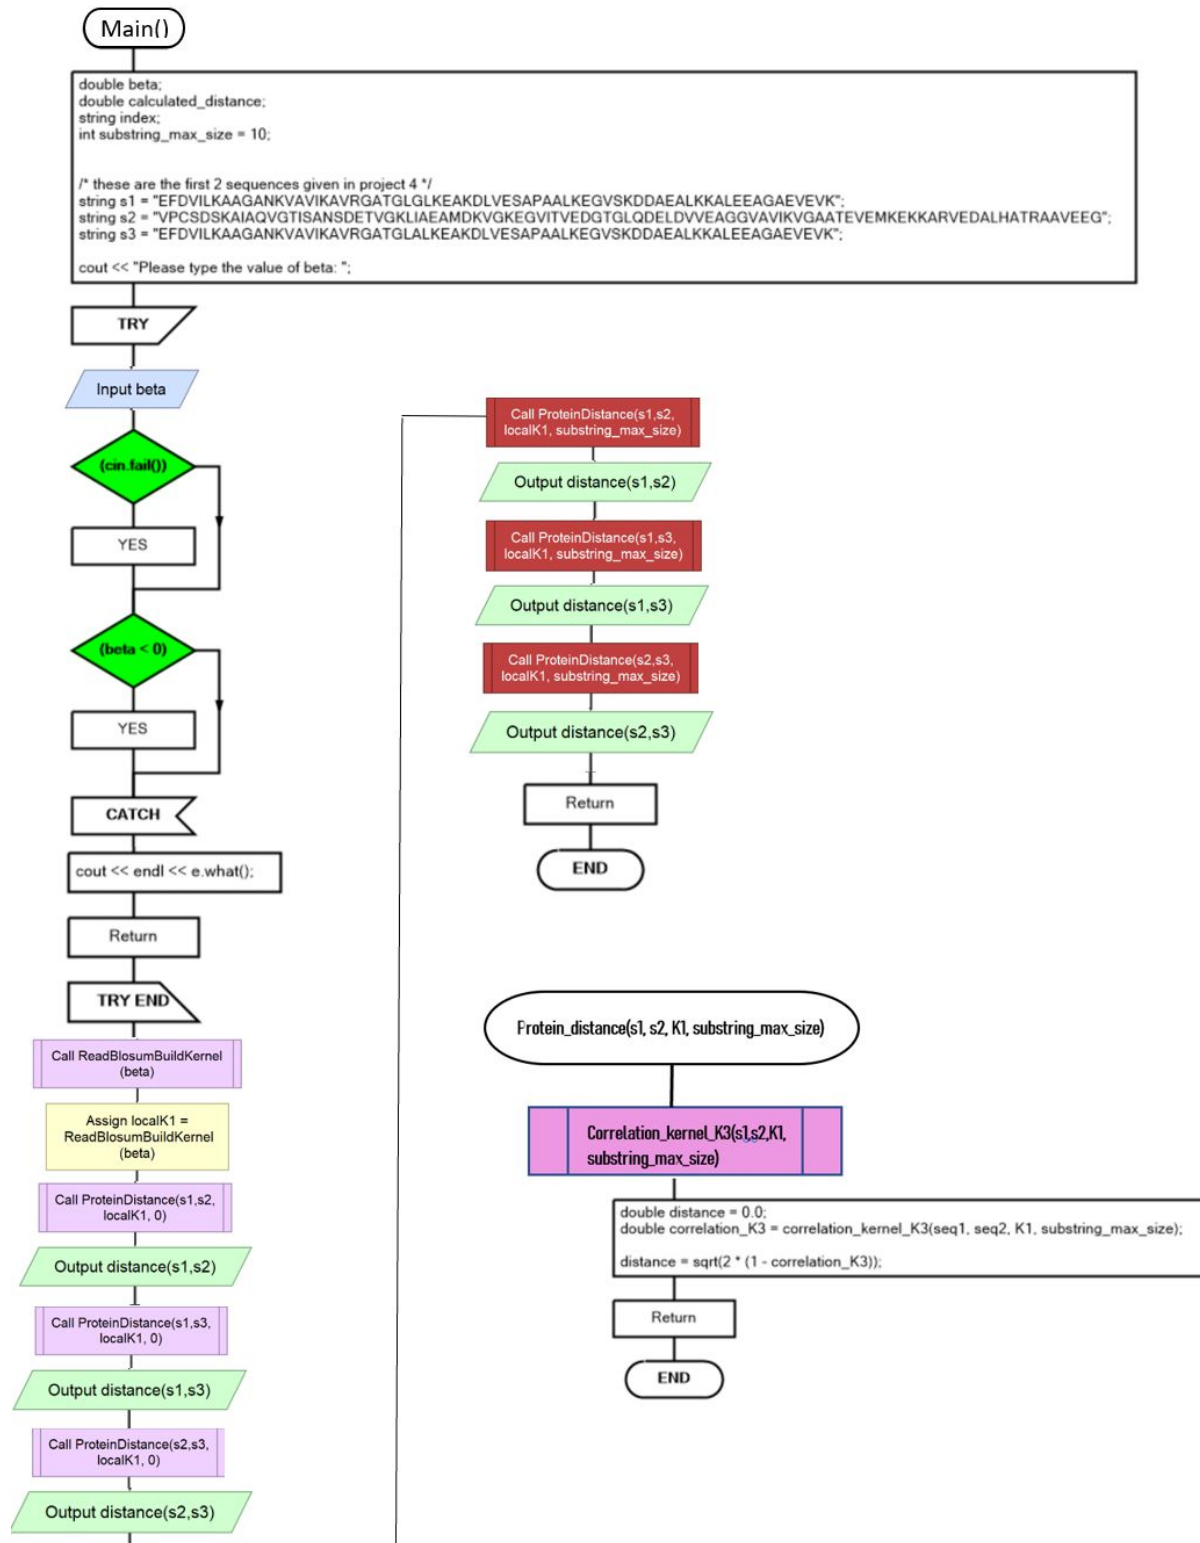 Main()
double beta;
double calculated_distance;
string index;
int substring_max_size = 10;
/* these are the first 2 sequences given in project 4 */
string s1 = "EFDVILKAAGANKVAVIKAVRGATGLGLKEAKDLVESAPAALKEGVSKDDAEALKKALEEAGAEVEVK";
string s2 = "VPCSDSKAIAQVGTISANSDETVGKLIAEAMDKVGKEGVITVEDGTGLQDELDVVEAGGVAVIKVGAATEVEMKEKKARVEDALHATRAAVEEG";
string s3 = "EFDVILKAAGANKVAVIKAVRGATGLALKEAKDLVESAPAALKEGVSKDDAEALKKALEEAGAEVEVK";
cout << "Please type the value of beta: ";
TRY
Input beta
(cin.fail())
YES
(beta < 0)
YES
CATCH
cout << endl << e.what();
Return
TRY END
Call ReadBlosumBuildKernel
(beta)
Assign localK1 =
ReadBlosumBuildKernel
(beta)
Call ProteinDistance(s1,s2,
localK1, 0)
Output distance(s1,s2)
Call ProteinDistance(s1,s3,
localK1, 0)
Output distance(s1,s3)
Call ProteinDistance(s2,s3,
localK1, 0)
Output distance(s2,s3)
Call ProteinDistance(s1,s2,
localK1, substring_max_size)
Output distance(s1,s2)
Call ProteinDistance(s1,s3,
localK1, substring_max_size)
Output distance(s1,s3)
Call ProteinDistance(s2,s3,
localK1, substring_max_size)
Output distance(s2,s3)
Return
END
Protein_distance(s1, s2, K1, substring_max_size)
Correlation_kernel_K3(s1,s2,K1,
substring_max_size)
double distance = 0.0;
double correlation_K3 = correlation_kernel_K3(seq1, seq2, K1, substring_max_size);
distance = sqrt(2 * (1 - correlation_K3));
Return
END